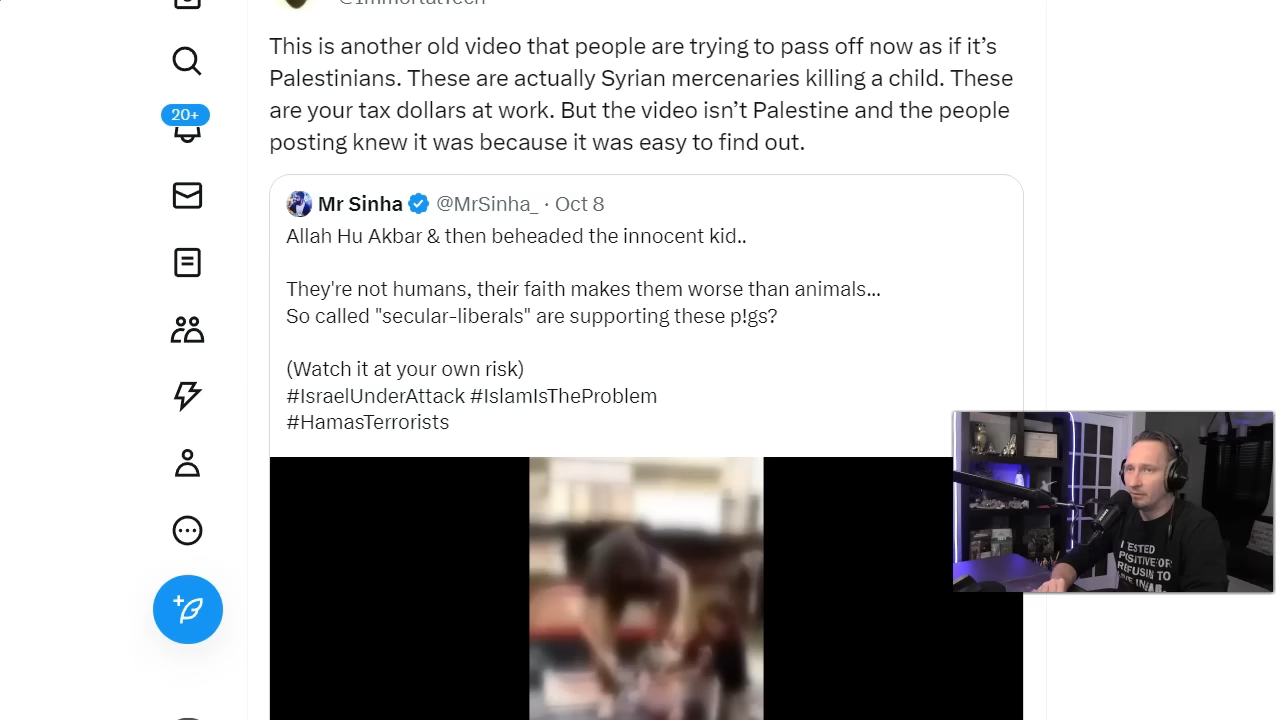 This is another old video that people are trying to pass off now as if it’s
Palestinians. These are actually Syrian mercenaries killing a child. These
20+
are your tax dollars at work. But the video isn’t Palestine and the people
posting knew it was because it was easy to find out.
Mr Sinha @MrSinha_ · Oct 8
Allah Hu Akbar & then beheaded the innocent kid..
They're not humans, their faith makes them worse than animals...
So called "secular-liberals" are supporting these p!gs?
(Watch it at your own risk)
#IsraelUnderAttack #IslamIsTheProblem
#HamasTerrorists
POSITIVE FOR